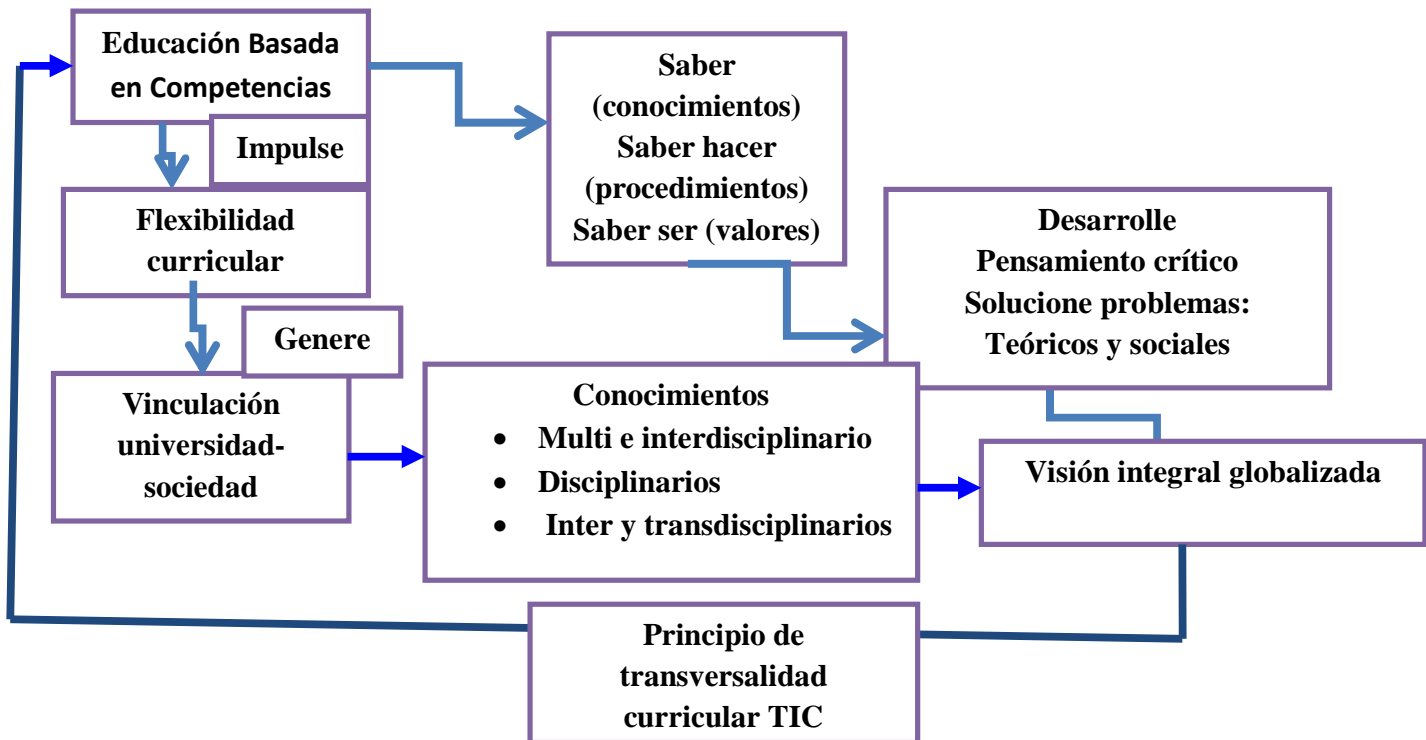 Educación Basada
en Competencias
Impulse
Flexibilidad
curricular
Genere
Vinculación
universidad-
sociedad
Saber
(conocimientos)
Saber hacer
(procedimientos)
Saber ser (valores)
Desarrolle
Pensamiento crítico
Solucione problemas:
Teóricos y sociales
Conocimientos
• Multi e interdisciplinario
• Disciplinarios
• Inter y transdisciplinarios
Visión integral globalizada
Principio de
transversalidad
curricular TIC